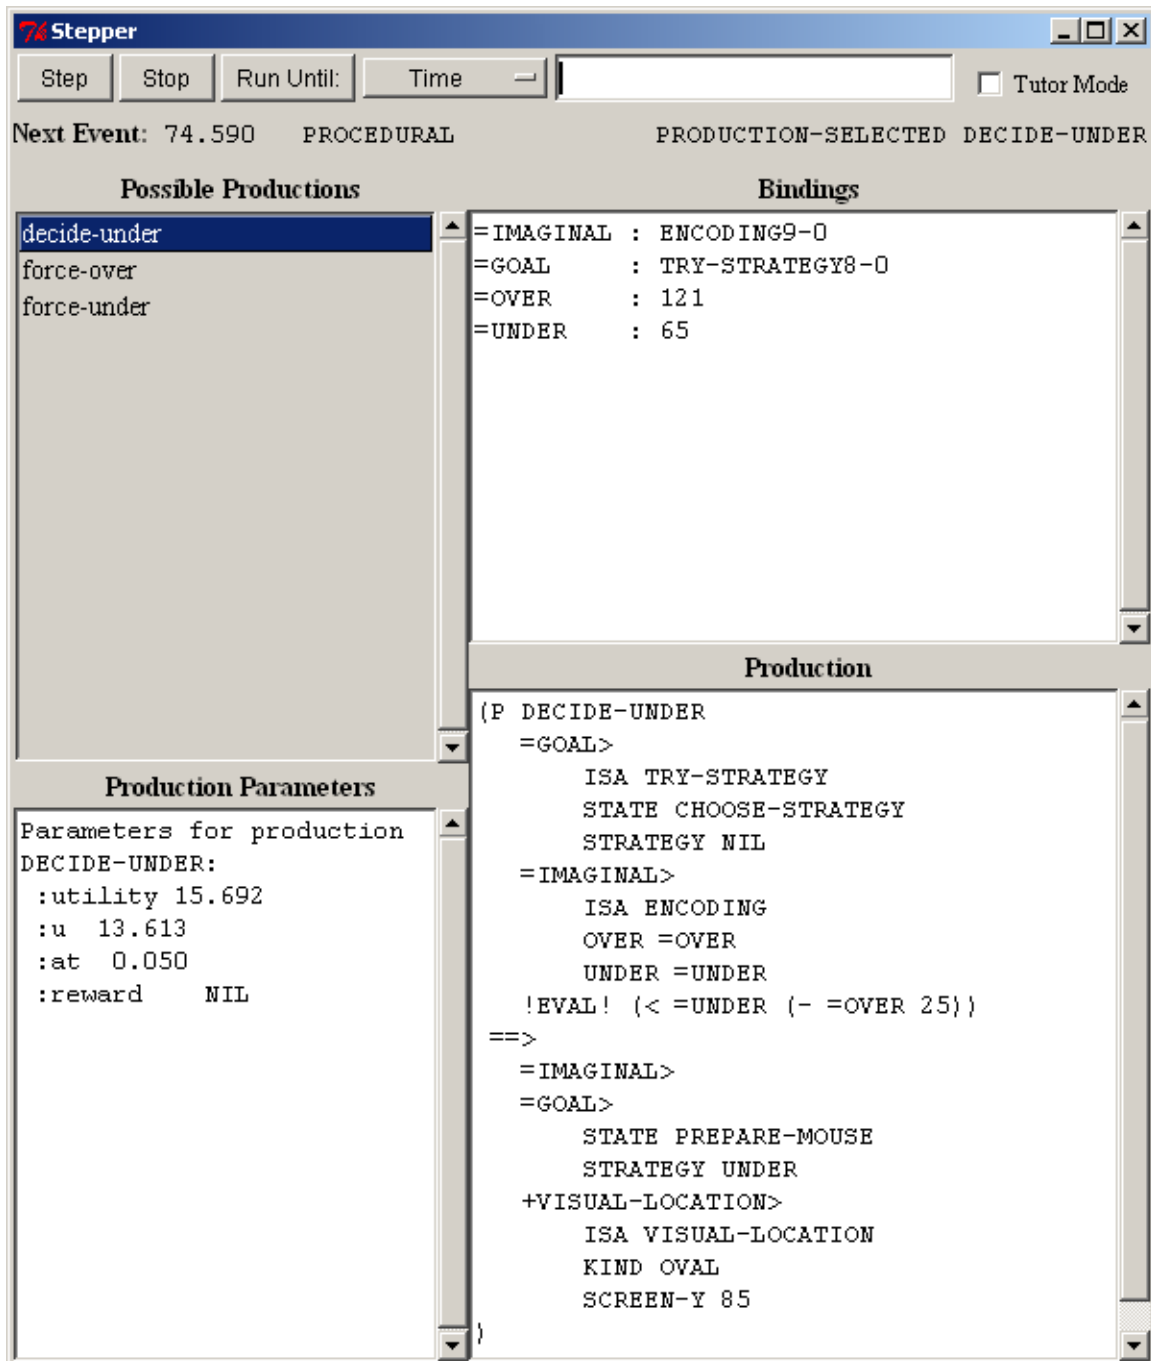 Stepper
Step Stop Run Until: Time Tutor Mode
Next Event: 74.590 PROCEDURAL PRODUCTION-SELECTED DECIDE-UNDER
Possible Productions
decide-under
force-over
force-under
Bindings
=IMAGINAL : ENCODING9-0
=GOAL : TRY-STRATEGY8-0
=OVER : 121
=UNDER : 65
Production Parameters
Parameters for production
DECIDE-UNDER:
:utility 15.692
:u 13.613
:at 0.050
:reward NIL
Production
(P DECIDE-UNDER
=GOAL>
ISA TRY-STRATEGY
STATE CHOOSE-STRATEGY
STRATEGY NIL
=IMAGINAL>
ISA ENCODING
OVER =OVER
UNDER =UNDER
!EVAL! (< =UNDER (- =OVER 25))
==>
=IMAGINAL>
=GOAL>
STATE PREPARE-MOUSE
STRATEGY UNDER
+VISUAL-LOCATION>
ISA VISUAL-LOCATION
KIND OVAL
SCREEN-Y 85
)